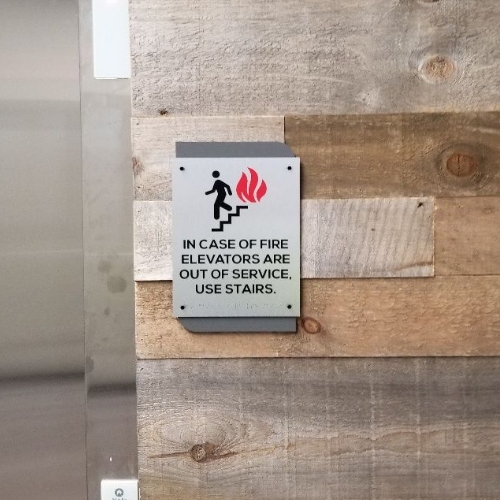 IN CASE OF FIRE
ELEVATORS ARE
OUT OF SERVICE,
USE STAIRS.